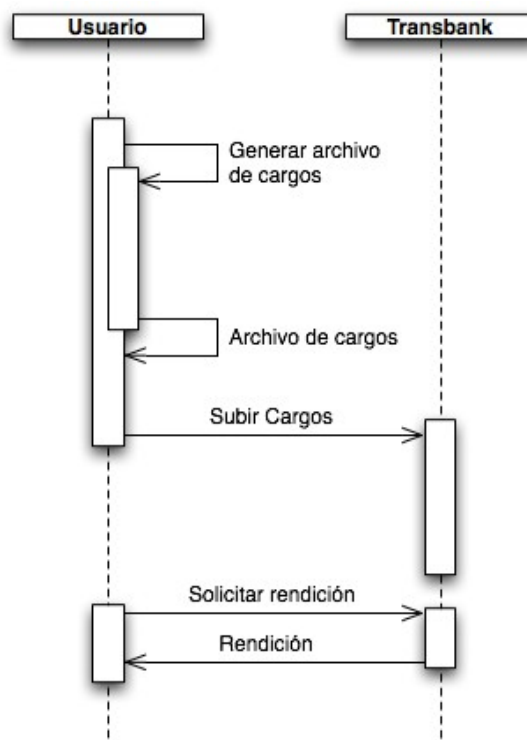 Usuario
Transbank
Generar archivo
de cargos
Archivo de cargos
Subir Cargos
Solicitar rendición
Rendición